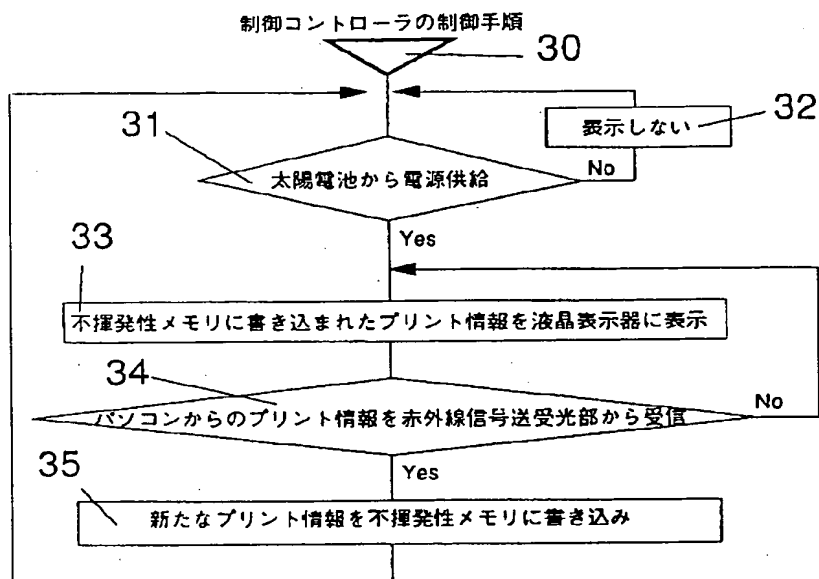 制御コントローラの制御手順
30
32
表示しない
31
太陽電池から電源供給
No
Yes
33
不揮発性メモリに書き込まれたプリント情報を液晶表示器に表示
34
パソコンからのプリント情報を赤外線信号送受光部から受信
No
Yes
35
新たなプリント情報を不揮発性メモリに書き込み